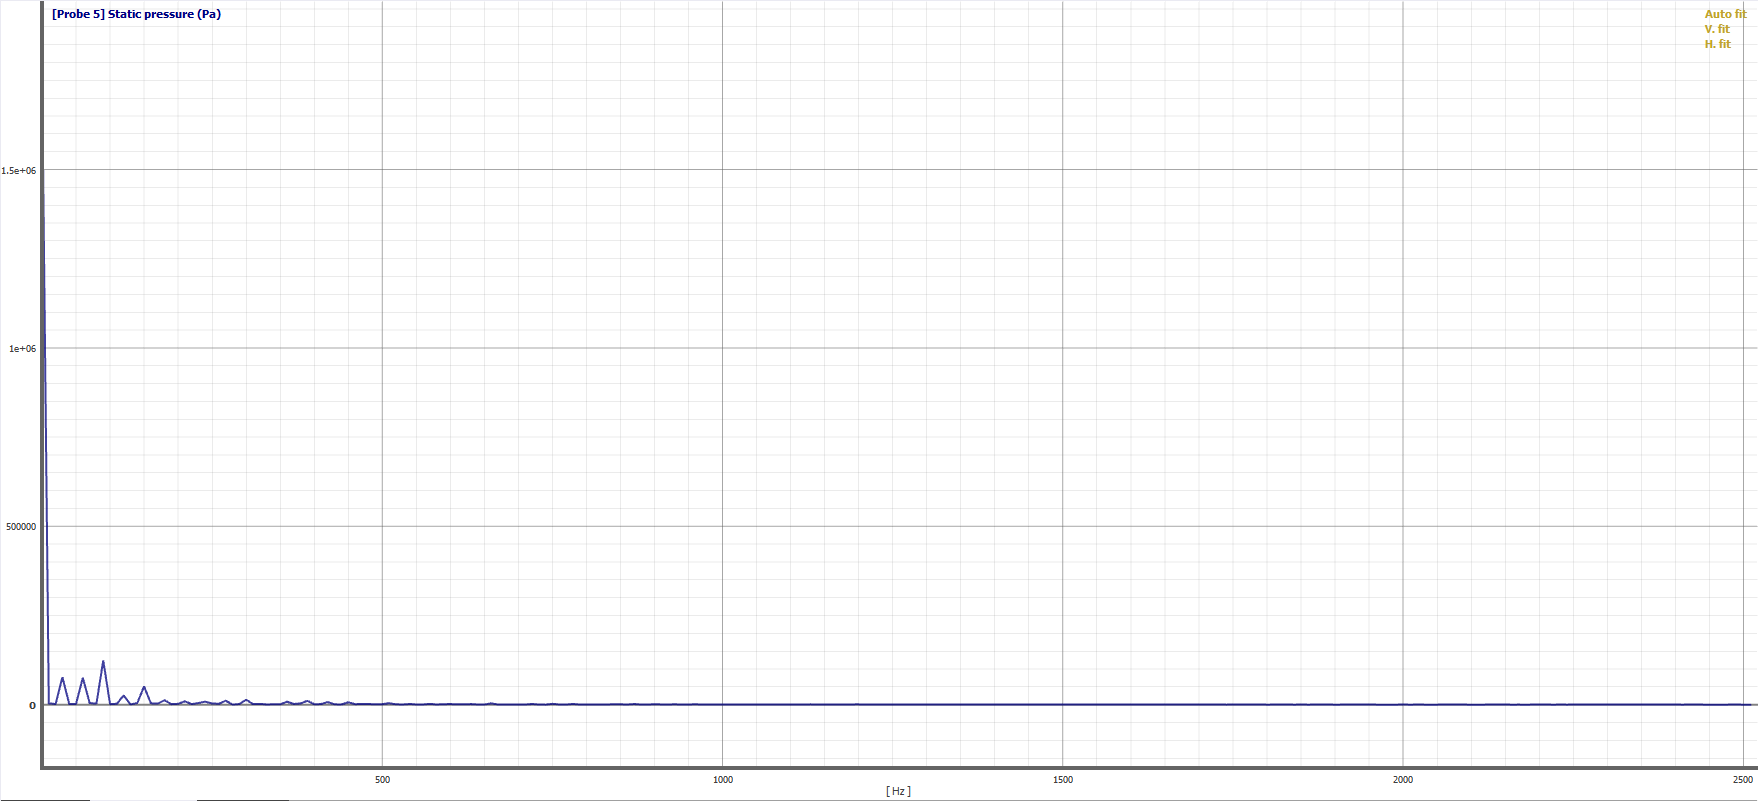 [Probe 5] Static pressure (Pa)
Auto fit
V. fit
H. fit
1.5e+06
1e+06
500000
0
500
1000
1500
2000
2500
[ Hz ]